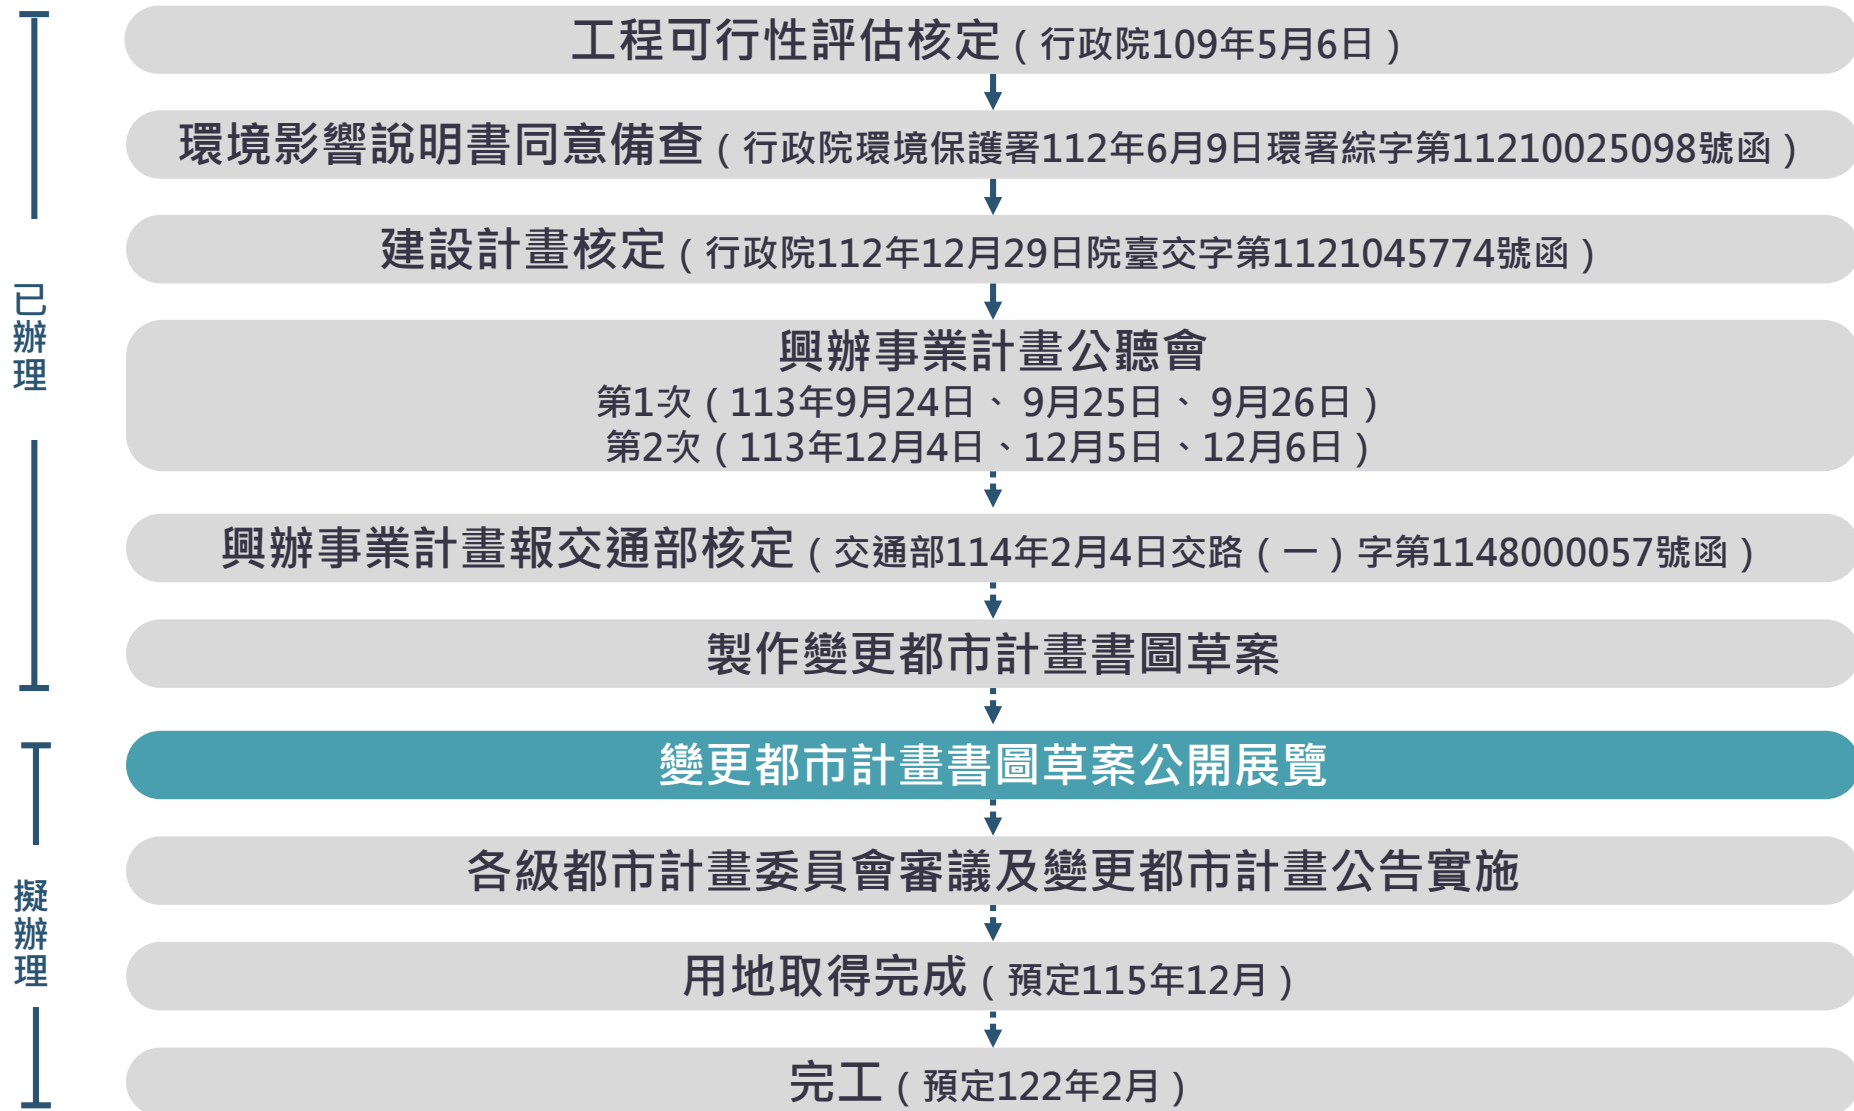 工程可行性評估核定（行政院109年5月6日）
環境影響說明書同意備查（行政院環境保護署112年6月9日環署綜字第11210025098號函）
建設計畫核定（行政院112年12月29日院臺交字第1121045774號函）
興辦事業計畫公聽會
第1次（113年9月24日、 9月25日、 9月26日）
第2次（113年12月4日、12月5日、12月6日）
興辦事業計畫報交通部核定（交通部114年2月4日交路（一）字第1148000057號函）
製作變更都市計畫書圖草案
已辦理
變更都市計畫書圖草案公開展覽
各級都市計畫委員會審議及變更都市計畫公告實施
用地取得完成（預定115年12月）
完工（預定122年2月）
擬辦理